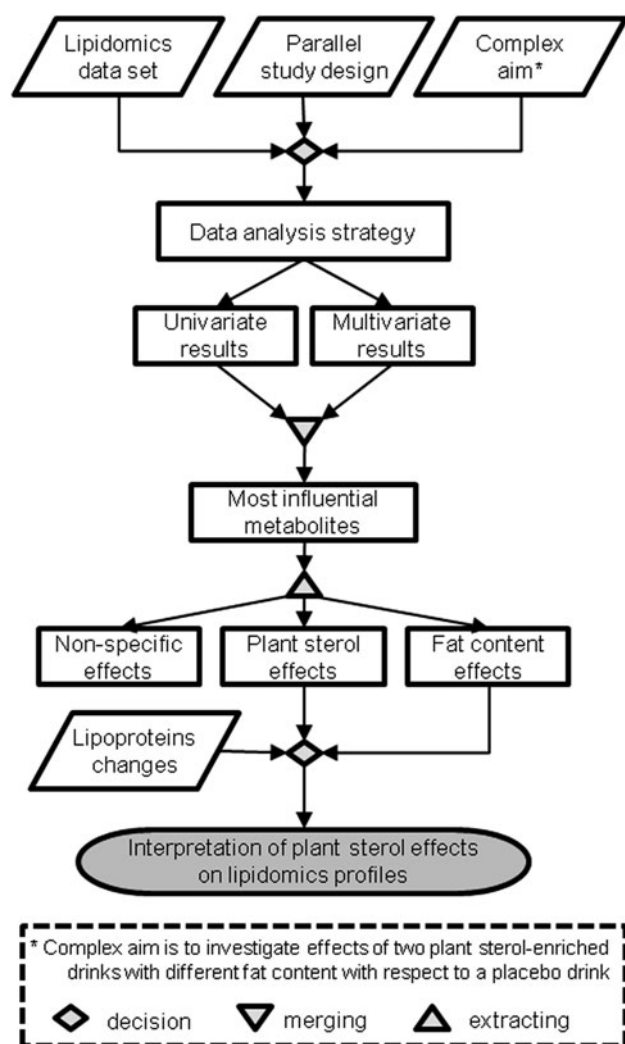 Lipidomics
data set
Parallel
study design
Complex
aim*
Data analysis strategy
Univariate
results
Multivariate
results
Most influential
metabolites
Non-specific
effects
Plant sterol
effects
Fat content
effects
Lipoproteins
changes
Interpretation of plant sterol effects
on lipidomics profiles
* Complex aim is to investigate effects of two plant sterol-enriched
drinks with different fat content with respect to a placebo drink
decision
merging
extracting